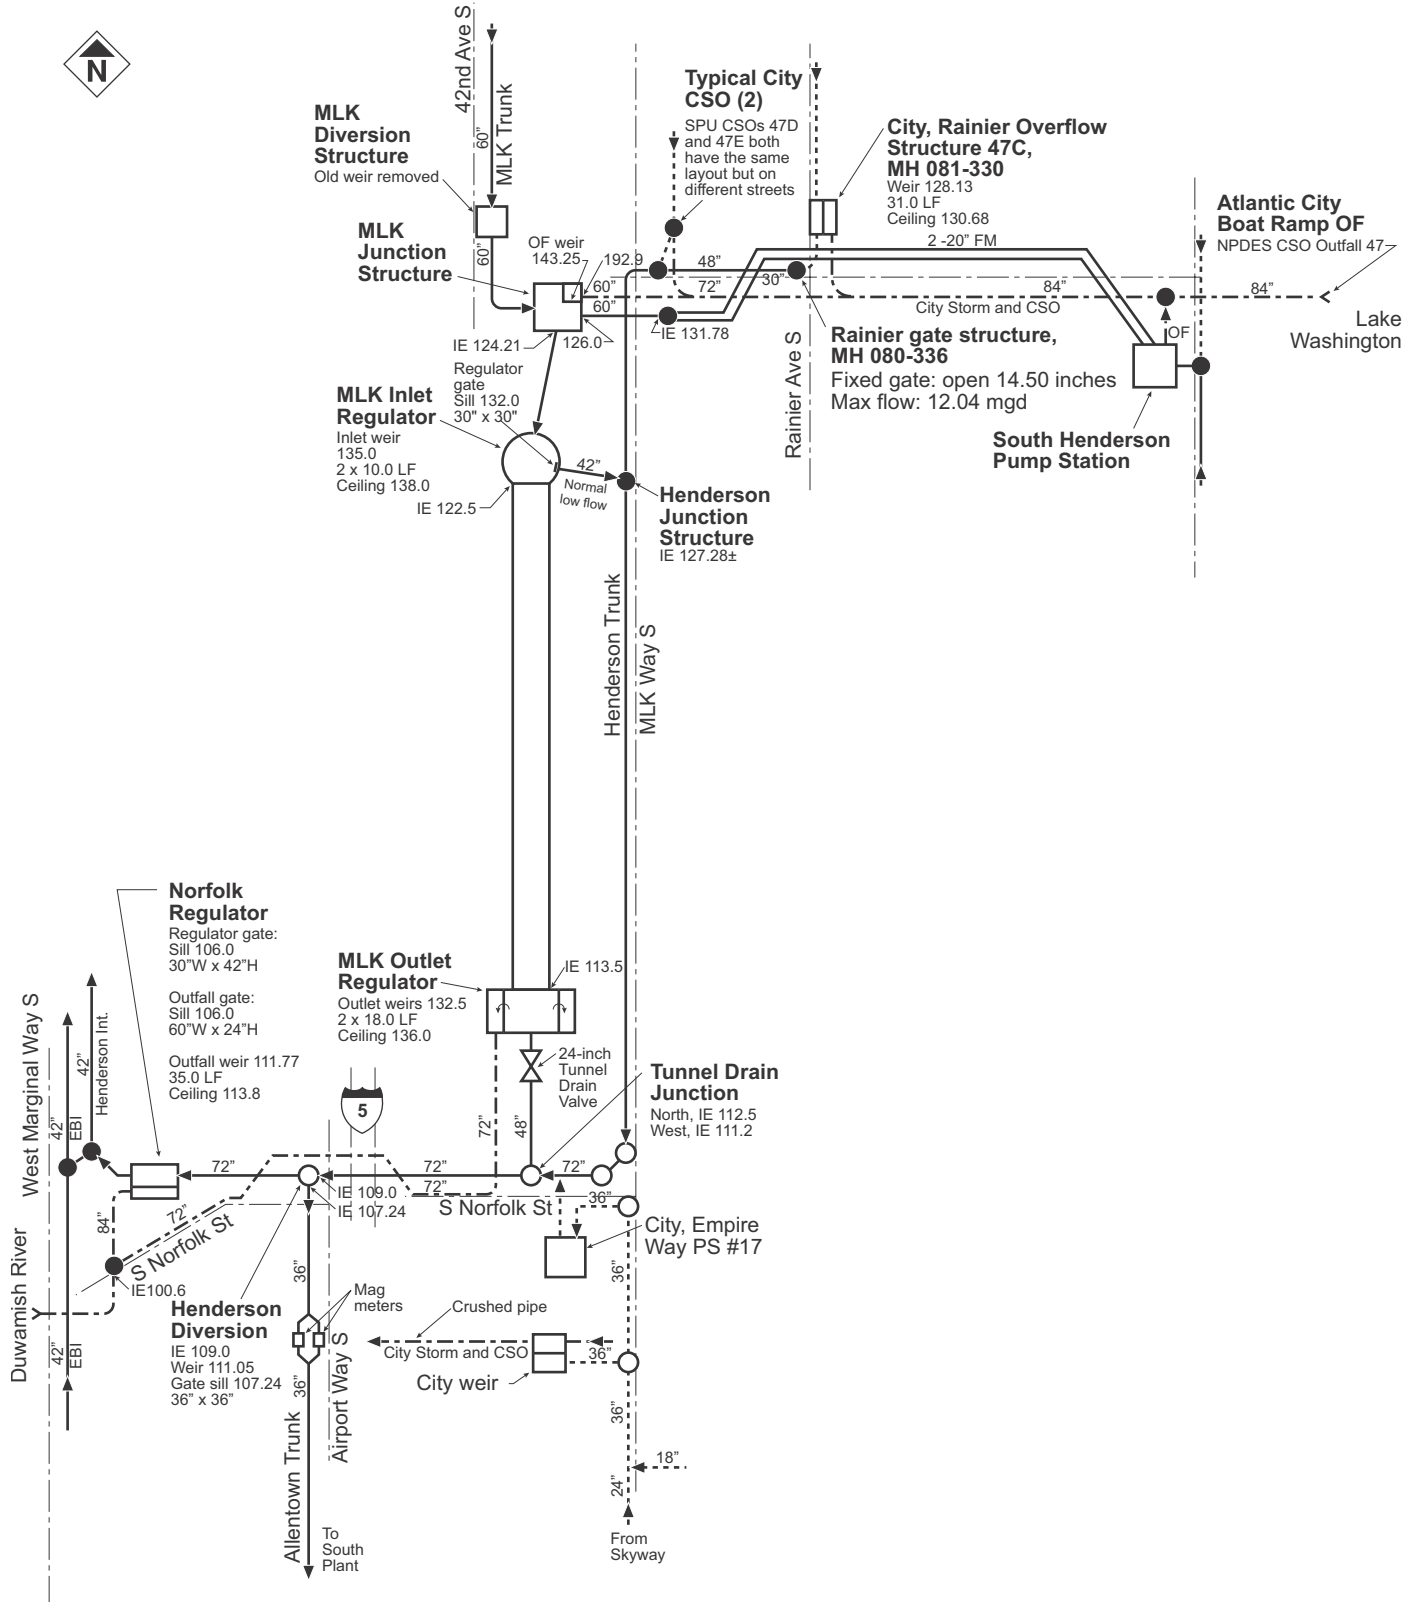 N
42nd Ave S
60"
MLK Trunk
MLK
Diversion
Structure
Old weir removed
60"
MLK
Junction
Structure
OF weir
143.25
192.9
60"
60"
IE 124.21
126.0
IE 131.78
Typical City
CSO (2)
SPU CSOs 47D
and 47E both
have the same
layout but on
different streets
48"
72"
30"
City, Rainier Overflow
Structure 47C,
MH 081-330
Weir 128.13
31.0 LF
Ceiling 130.68
2 -20" FM
84"
84"
City Storm and CSO
Atlantic City
Boat Ramp OF
NPDES CSO Outfall 47
Lake
Washington
OF
Rainier gate structure,
MH 080-336
Fixed gate: open 14.50 inches
Max flow: 12.04 mgd
Rainier Ave S
South Henderson
Pump Station
Regulator
gate
Sill 132.0
30" x 30"
MLK Inlet
Regulator
Inlet weir
135.0
2 x 10.0 LF
Ceiling 138.0
IE 122.5
42"
Normal
low flow
Henderson
Junction
Structure
IE 127.28±
Henderson Trunk
MLK Way S
Norfolk
Regulator
Regulator gate:
Sill 106.0
30"W x 42"H
Outfall gate:
Sill 106.0
60"W x 24"H
Outfall weir 111.77
35.0 LF
Ceiling 113.8
MLK Outlet
Regulator
Outlet weirs 132.5
2 x 18.0 LF
Ceiling 136.0
IE 113.5
24-inch
Tunnel
Drain
Valve
Tunnel Drain
Junction
North, IE 112.5
West, IE 111.2
West Marginal Way S
42"
EBI
42"
Henderson Int.
5
72"
48"
72"
72"
72"
72"
IE 109.0
IE 107.24
S Norfolk St
36"
City, Empire
Way PS #17
84"
72"
S Norfolk St
IE100.6
Duwamish River
42"
EBI
Henderson
Diversion
IE 109.0
Weir 111.05
Gate sill 107.24
36" x 36"
36"
Mag
meters
36"
Airport Way S
Allentown Trunk
Crushed pipe
City Storm and CSO
City weir
36"
36"
36"
18"
24"
From
Skyway
To
South
Plant